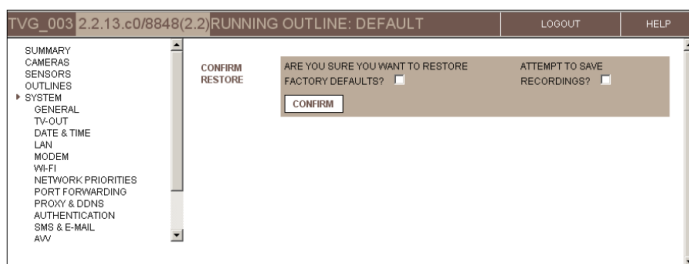 TVG_003 2.2.13.c0/8848(2.2) RUNNING OUTLINE: DEFAULT LOGOUT HELP
SUMMARY
CAMERAS
SENSORS
OUTLINES
SYSTEM
GENERAL
TV-OUT
DATE & TIME
LAN
MODEM
WI-FI
NETWORK PRIORITIES
PORT FORWARDING
PROXY & DDNS
AUTHENTICATION
SMS & E-MAIL
AVV
CONFIRM
RESTORE
ARE YOU SURE YOU WANT TO RESTORE
FACTORY DEFAULTS?
ATTEMPT TO SAVE
RECORDINGS?
CONFIRM